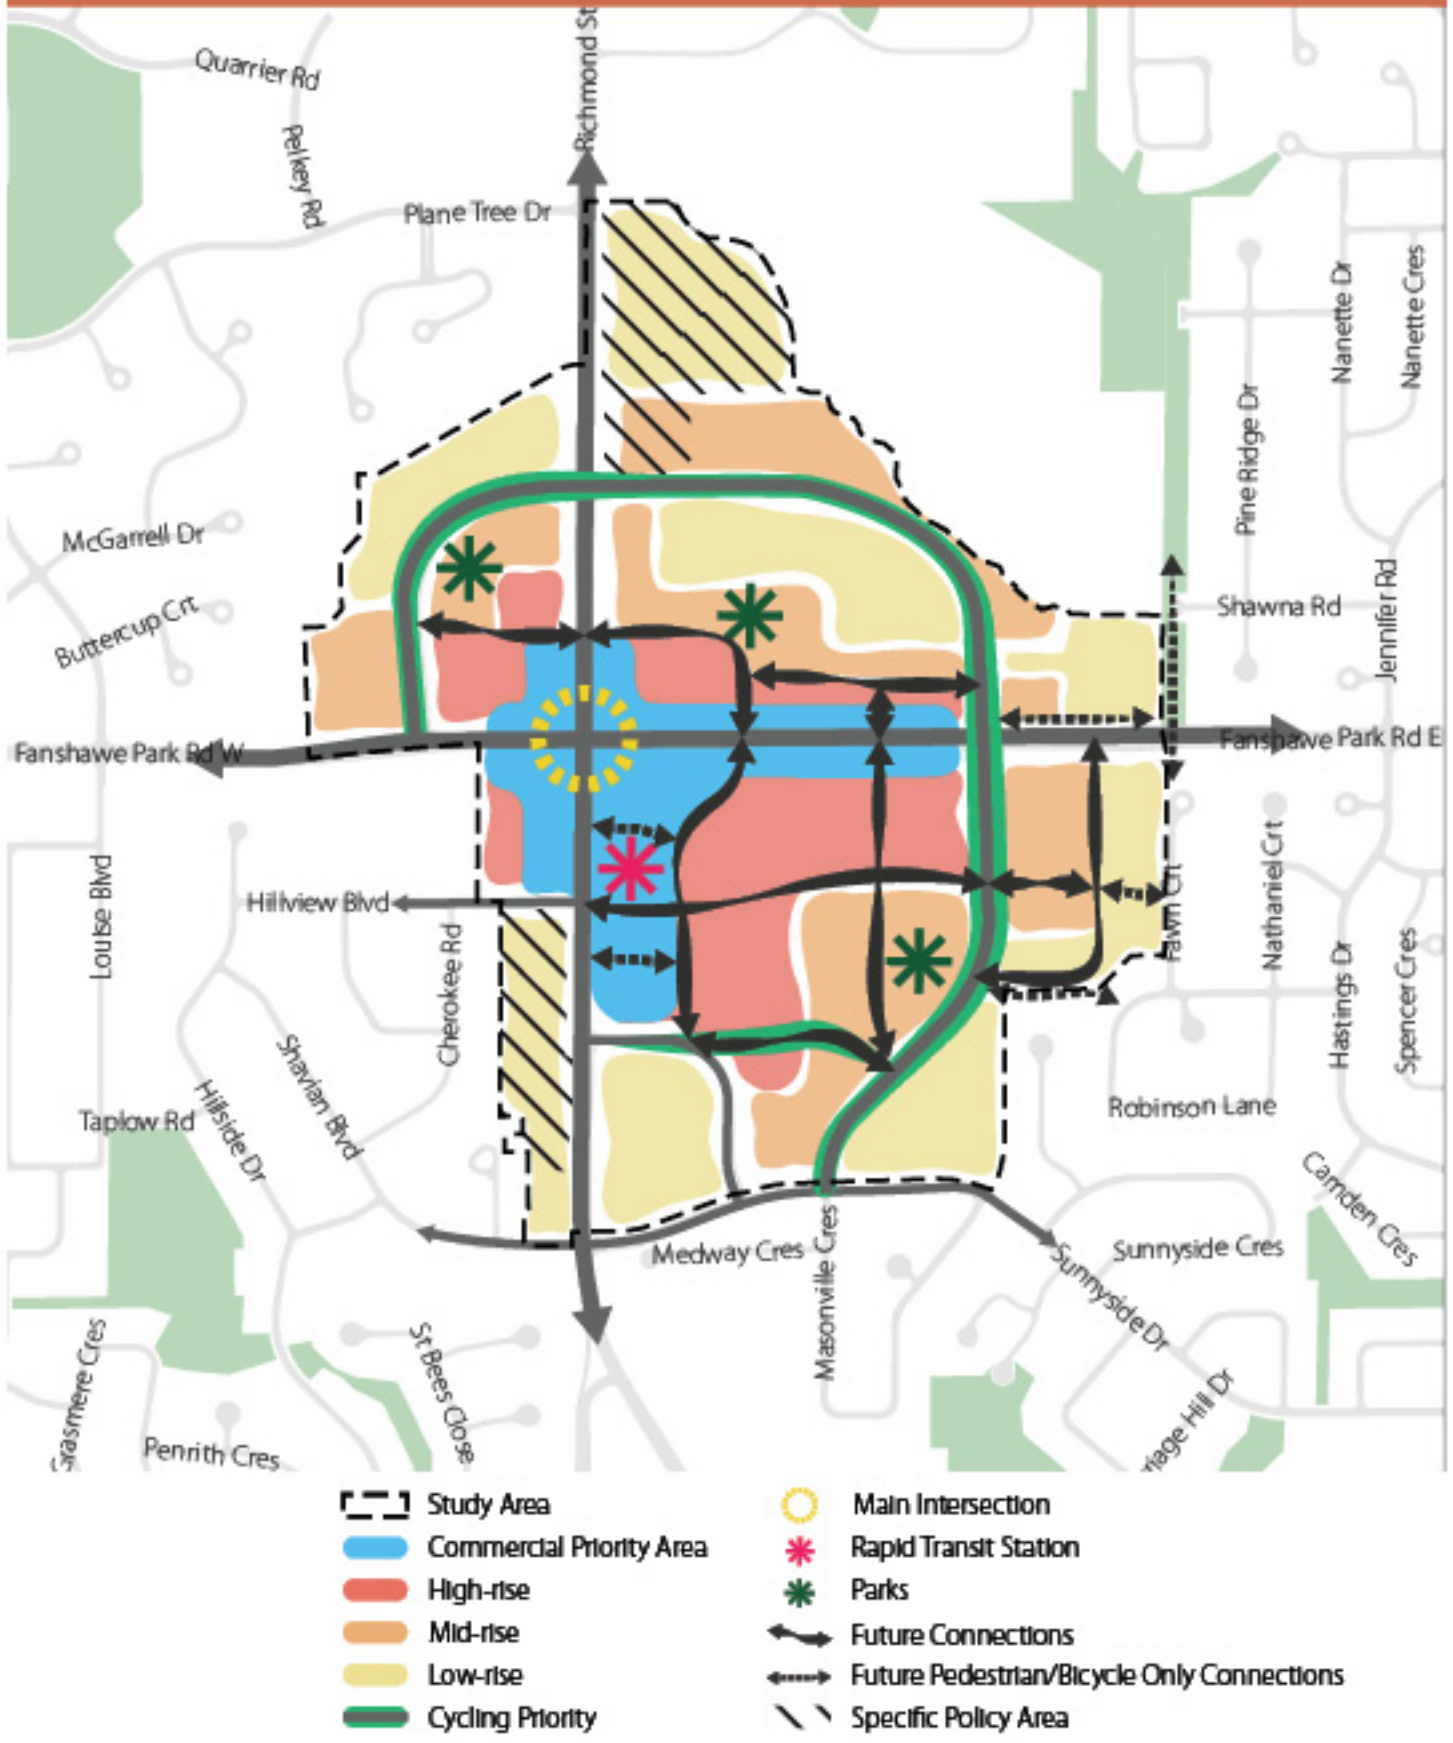 Richmond St
Quarrier Rd
Pelkey Rd
Plane Tree Dr
Nanette Dr
Nanette Cres
Pine Ridge Dr
McGarrell Dr
Buttercup Crt
Shawna Rd
Jennifer Rd
Fanshawe Park Rd W
Fanshawe Park Rd E
Louise Blvd
Hillview Blvd
Cherokee Rd
Fawn Crt
Nathaniel Crt
Hastings Dr
Spencer Cres
Shavian Blvd
Hillside Dr
Taplow Rd
Robinson Lane
Camden Cres
Medway Cres
Masonville Cres
Sunnyside Cres
Sunnyside Dr
Grasmere Cres
St Bees Close
Penrith Cres
riage Hill Dr
Study Area
Commercial Priority Area
High-rise
Mid-rise
Low-rise
Cycling Priority
Main Intersection
Rapid Transit Station
Parks
Future Connections
Future Pedestrian/Bicycle Only Connections
Specific Policy Area